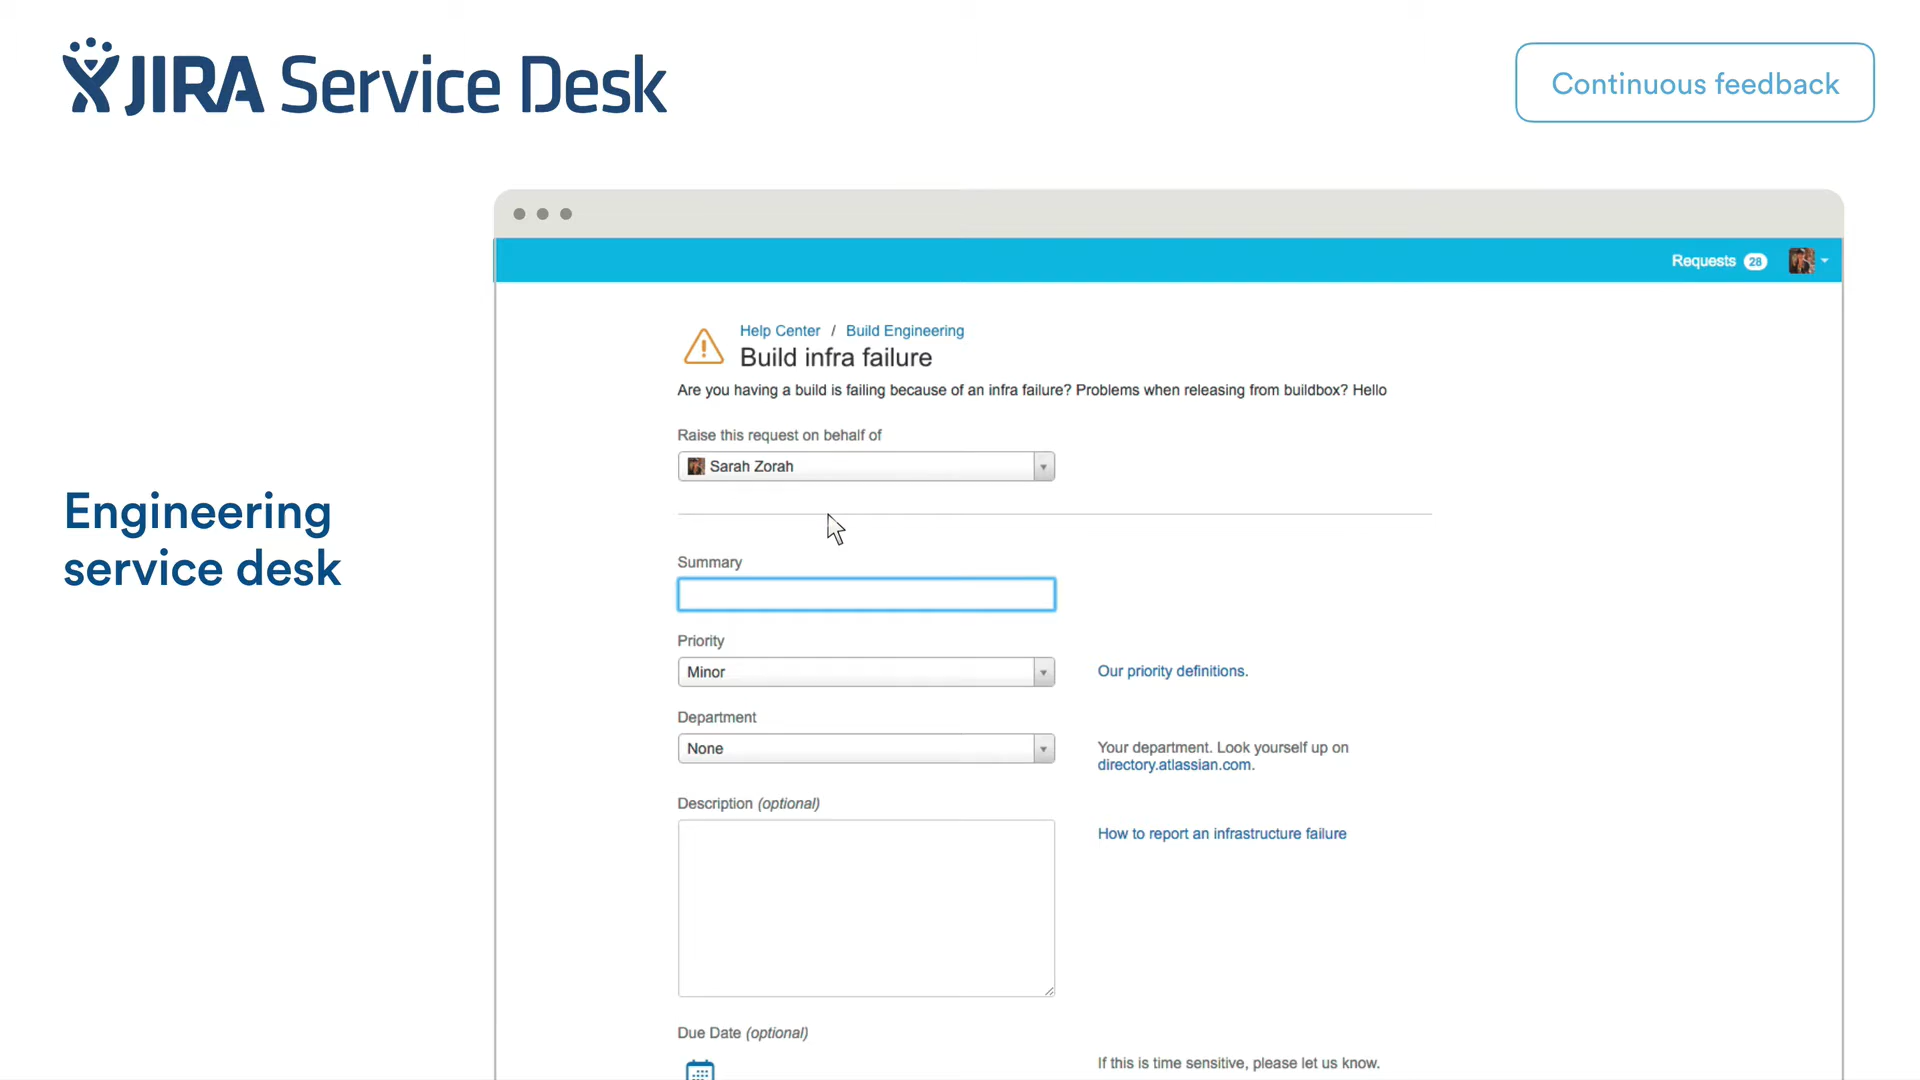 JIRA Service Desk
Continuous feedback
Requests 28
Help Center / Build Engineering
Build infra failure
Are you having a build is failing because of an infra failure? Problems when releasing from buildbox? Hello
Raise this request on behalf of
Sarah Zorah
Engineering
service desk
Summary
Priority
Minor
Our priority definitions.
Department
None
Your department. Look yourself up on
directory.atlassian.com.
Description (optional)
How to report an infrastructure failure
Due Date (optional)
If this is time sensitive, please let us know.